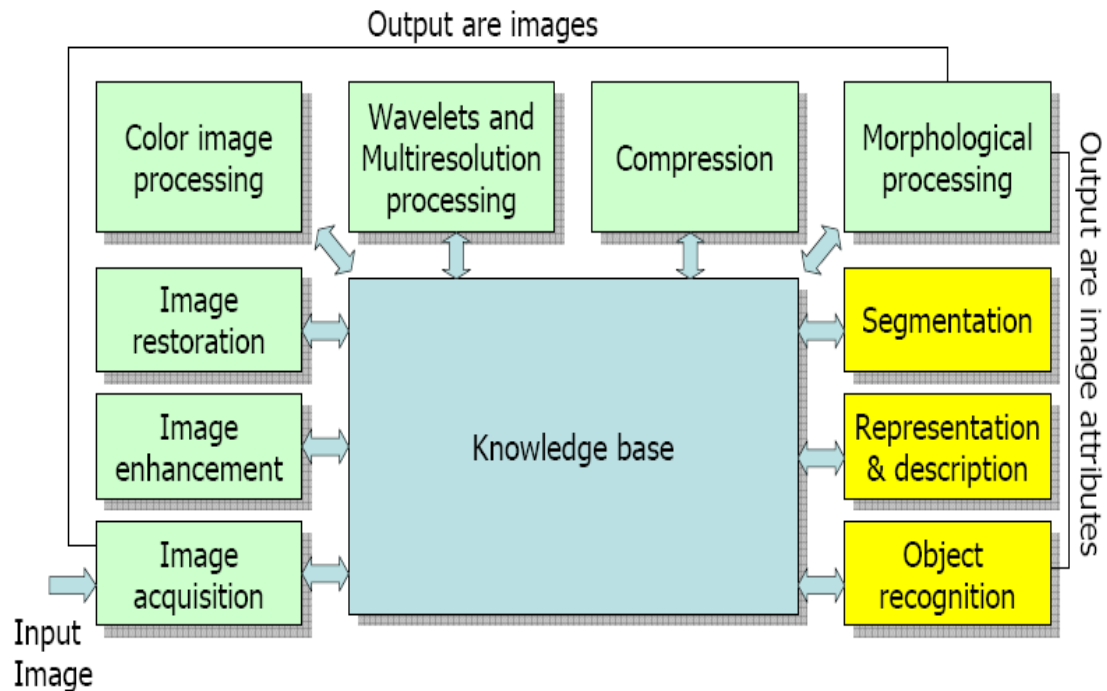 Output are images
Color image
processing
Wavelets and
Multiresolution
processing
Compression
Morphological
processing
Output are image attributes
Image
restoration
Segmentation
Image
enhancement
Knowledge base
Representation
& description
Image
acquisition
Object
recognition
Input
Image